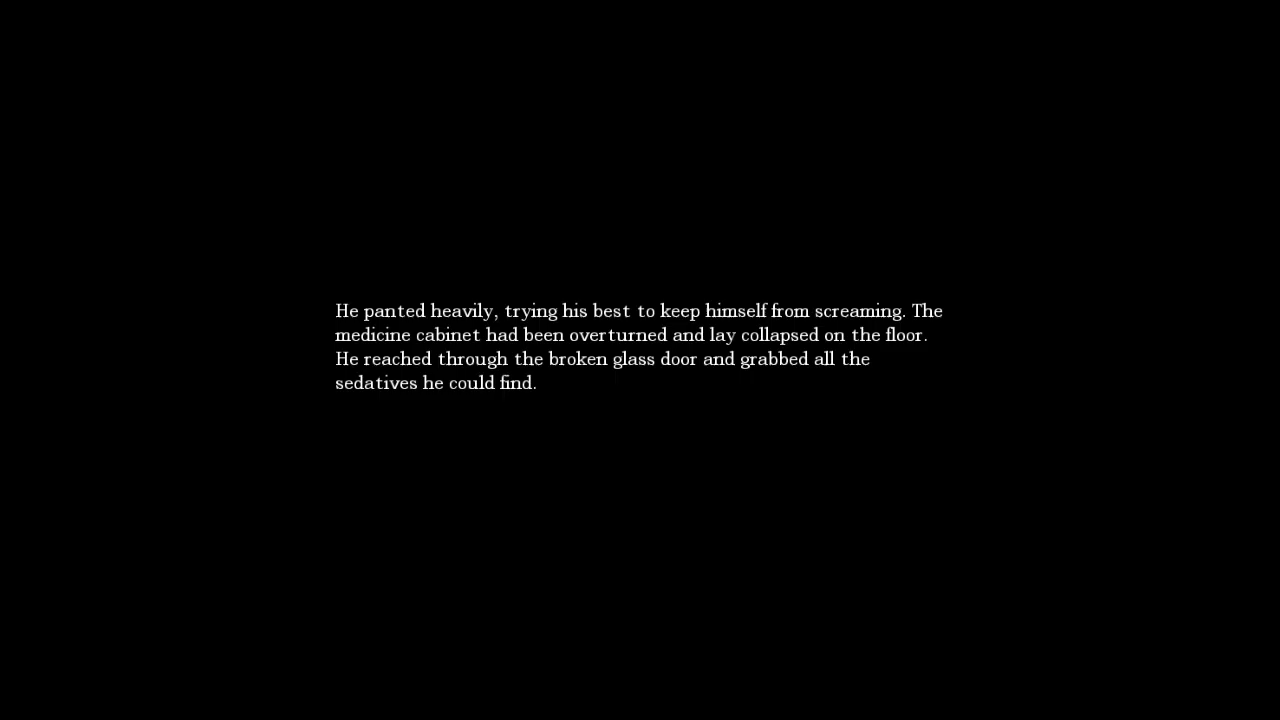 He panted heavily, trying his best to keep himself from screaming. The
medicine cabinet had been overturned and lay collapsed on the floor.
He reached through the broken glass door and grabbed all the
sedatives he could find.